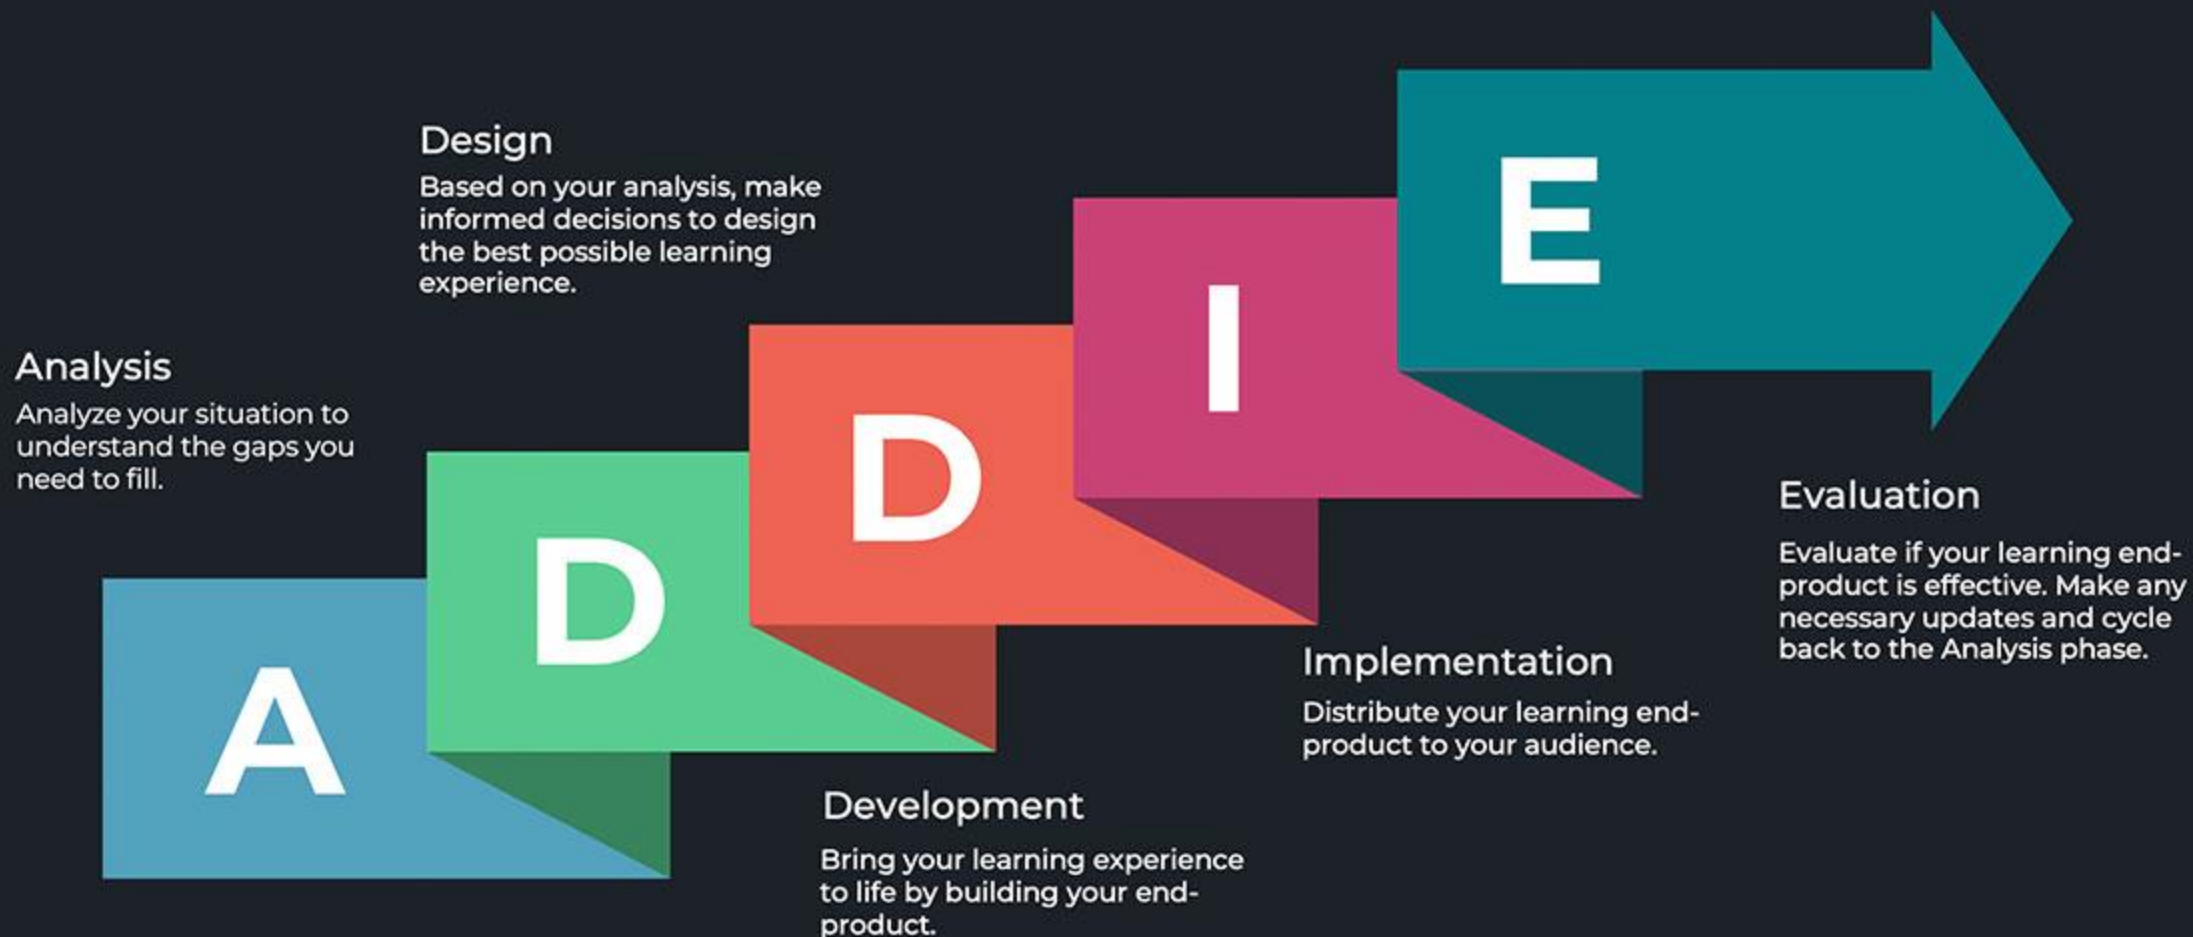 Analysis
Analyze your situation to
understand the gaps you
need to fill.
Design
Based on your analysis, make
informed decisions to design
the best possible learning
experience.
A
D
D
I
E
Development
Bring your learning experience
to life by building your end-
product.
Implementation
Distribute your learning end-
product to your audience.
Evaluation
Evaluate if your learning end-
product is effective. Make any
necessary updates and cycle
back to the Analysis phase.